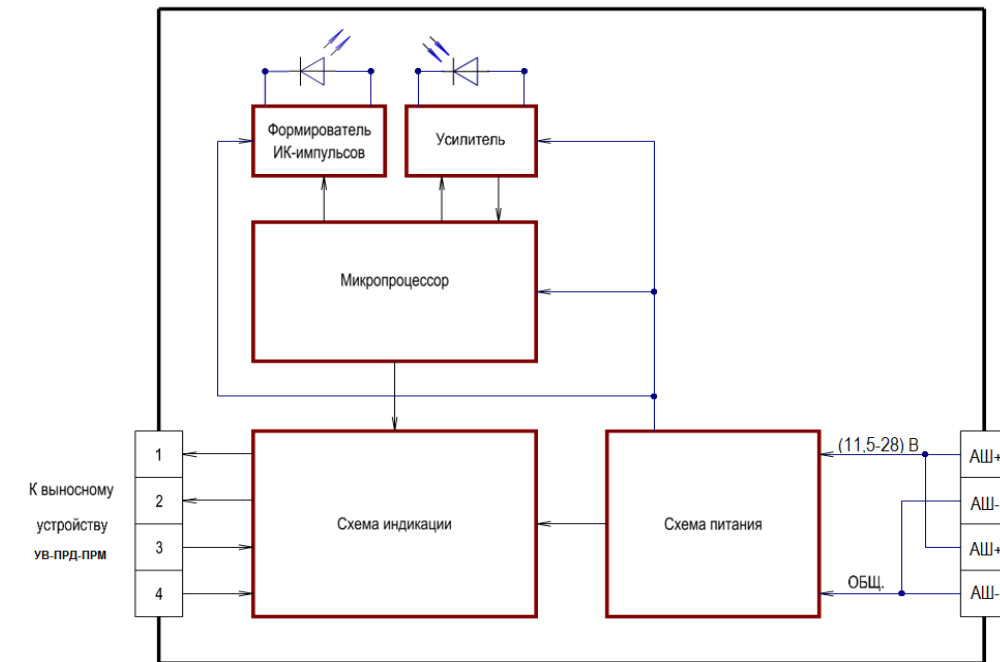 Формирователь
ИК-импульсов
Усилитель
Микропроцессор
К выносному
устройству
УВ-ПРД-ПРМ
1
2
3
4
Схема индикации
Схема питания
(11,5-28) В
ОБЩ.
АШ+
АШ-
АШ+
АШ-